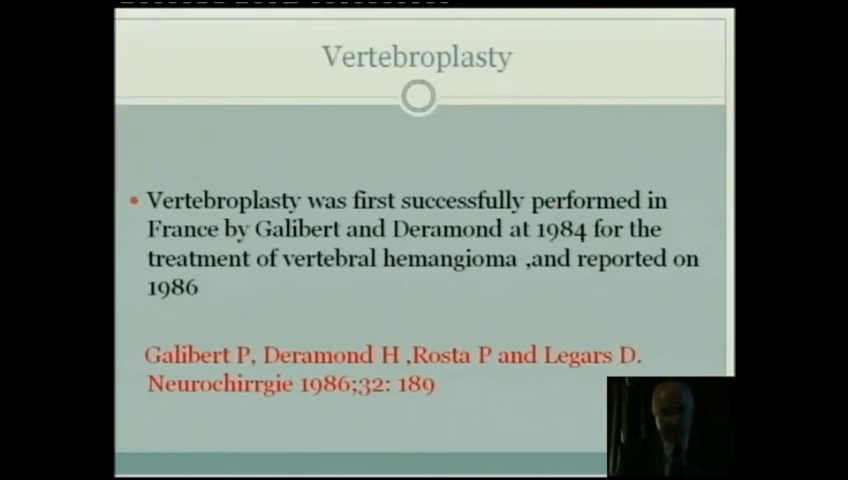 Vertebroplasty
• Vertebroplasty was first successfully performed in
France by Galibert and Deramond at 1984 for the
treatment of vertebral hemangioma ,and reported on
1986
Galibert P, Deramond H ,Rosta P and Legars D.
Neurochirrgie 1986;32: 189